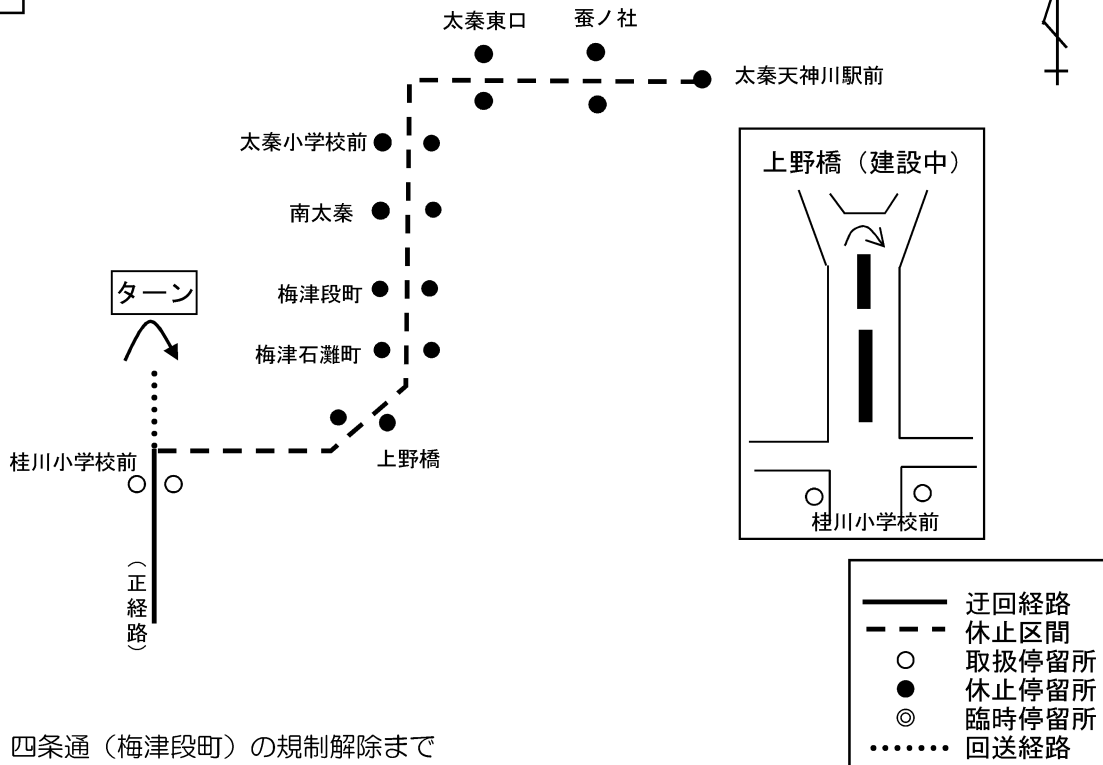 太秦東口
蚕ノ社
太秦天神川駅前
太秦小学校前
南太秦
梅津段町
梅津石灘町
上野橋
ターン
桂川小学校前
（正経路）
上野橋（建設中）
桂川小学校前
迂回経路
休止区間
取扱停留所
休止停留所
臨時停留所
回送経路
四条通（梅津段町）の規制解除まで